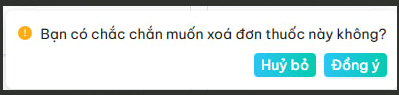 Bạn có chắc chắn muốn xoá đơn thuốc này không?
Huỷ bỏ Đồng ý